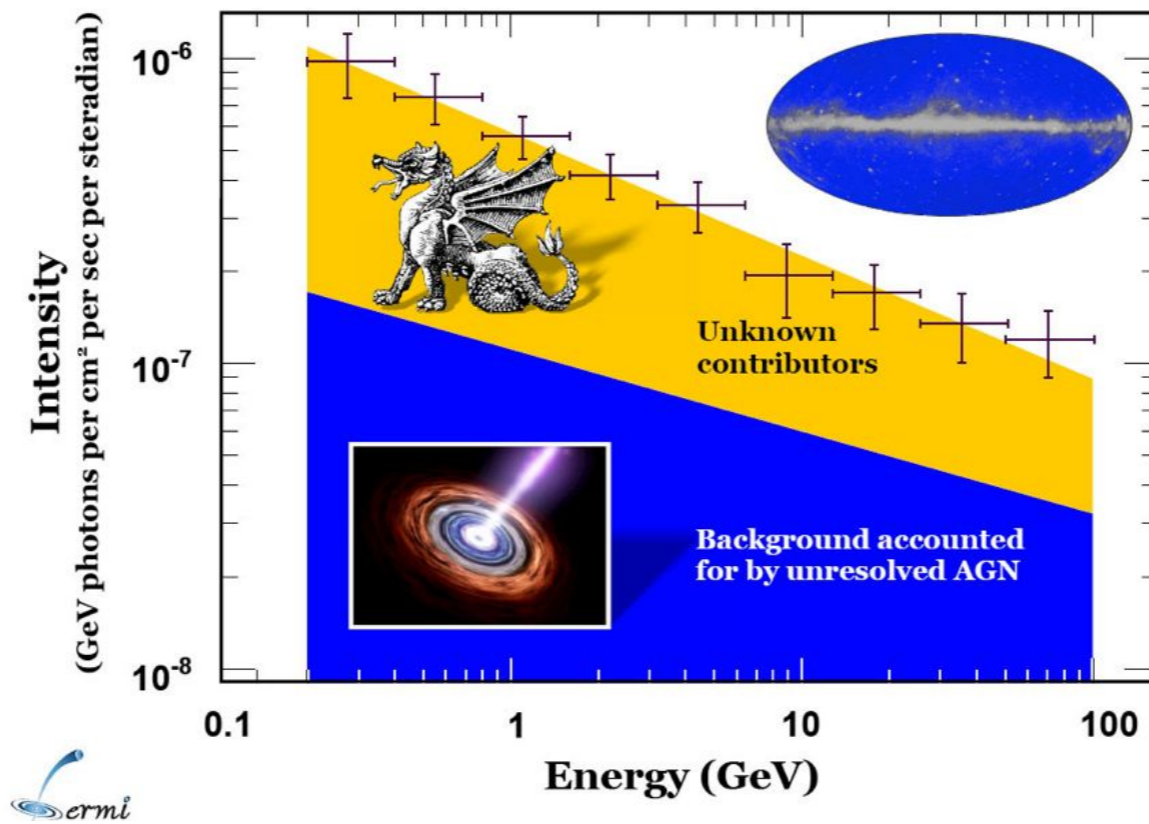 Intensity
(GeV photons per cm² per sec per steradian)
10⁻⁶
10⁻⁷
10⁻⁸
Unknown
contributors
Background accounted
for by unresolved AGN
0.1 1 10 100
Energy (GeV)
Fermi